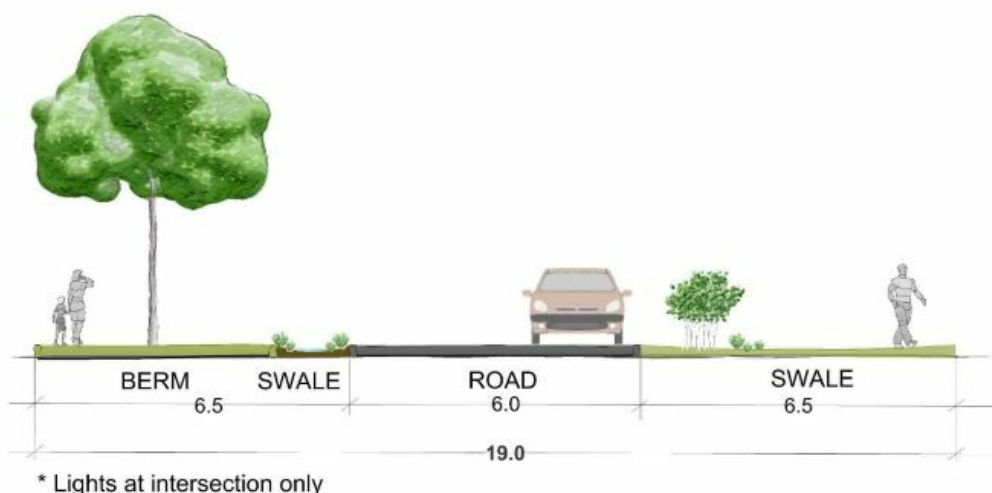 BERM SWALE ROAD SWALE
6.5 6.0 6.5
19.0
* Lights at intersection only